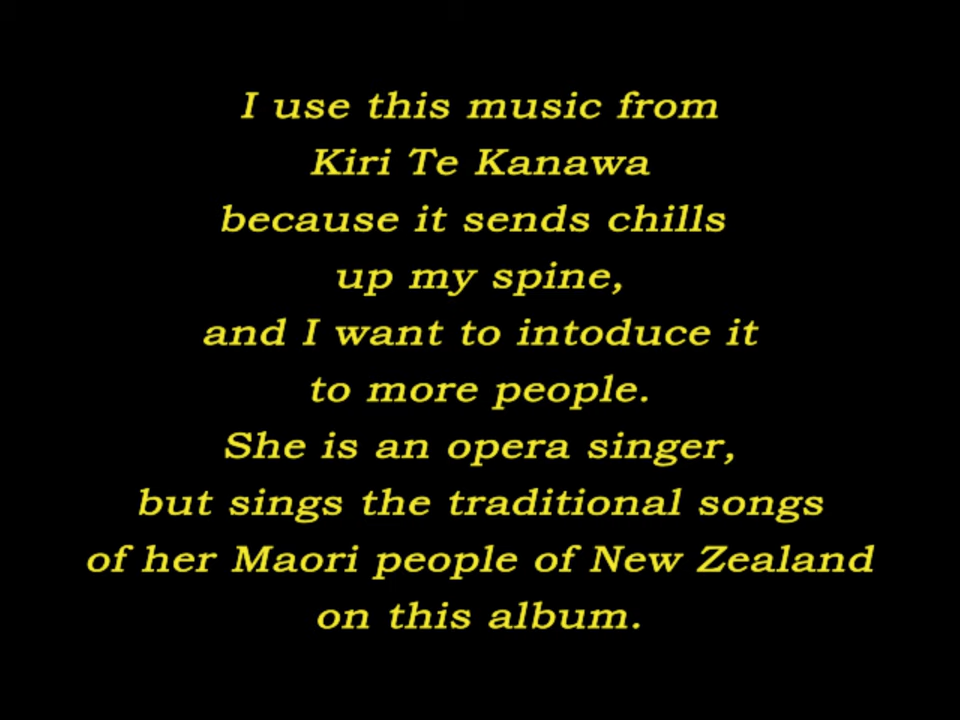 I use this music from
Kiri Te Kanawa
because it sends chills
up my spine,
and I want to intoduce it
to more people.
She is an opera singer,
but sings the traditional songs
of her Maori people of New Zealand
on this album.